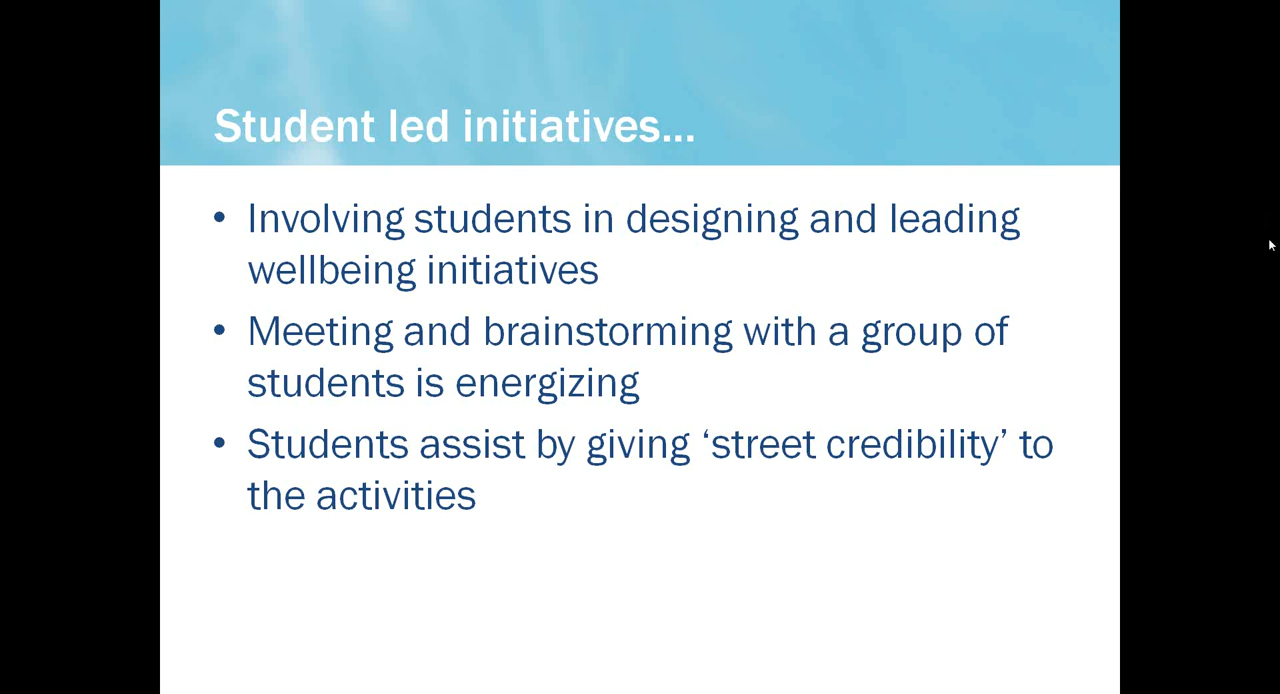 Student led initiatives...
• Involving students in designing and leading
wellbeing initiatives
• Meeting and brainstorming with a group of
students is energizing
• Students assist by giving ‘street credibility’ to
the activities